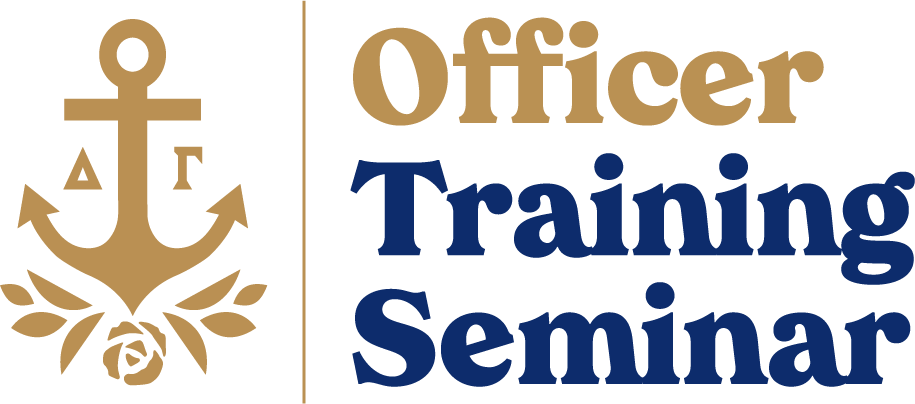 Δ Γ
Officer
Training
Seminar